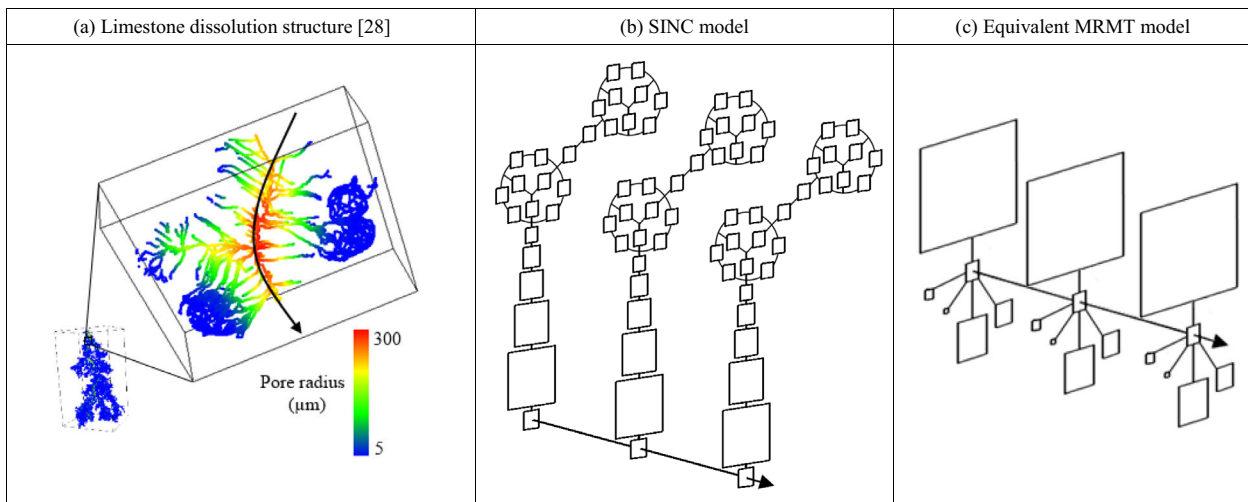 (a) Limestone dissolution structure [28]
(b) SINC model
(c) Equivalent MRMT model
300
Pore radius
(µm)
5